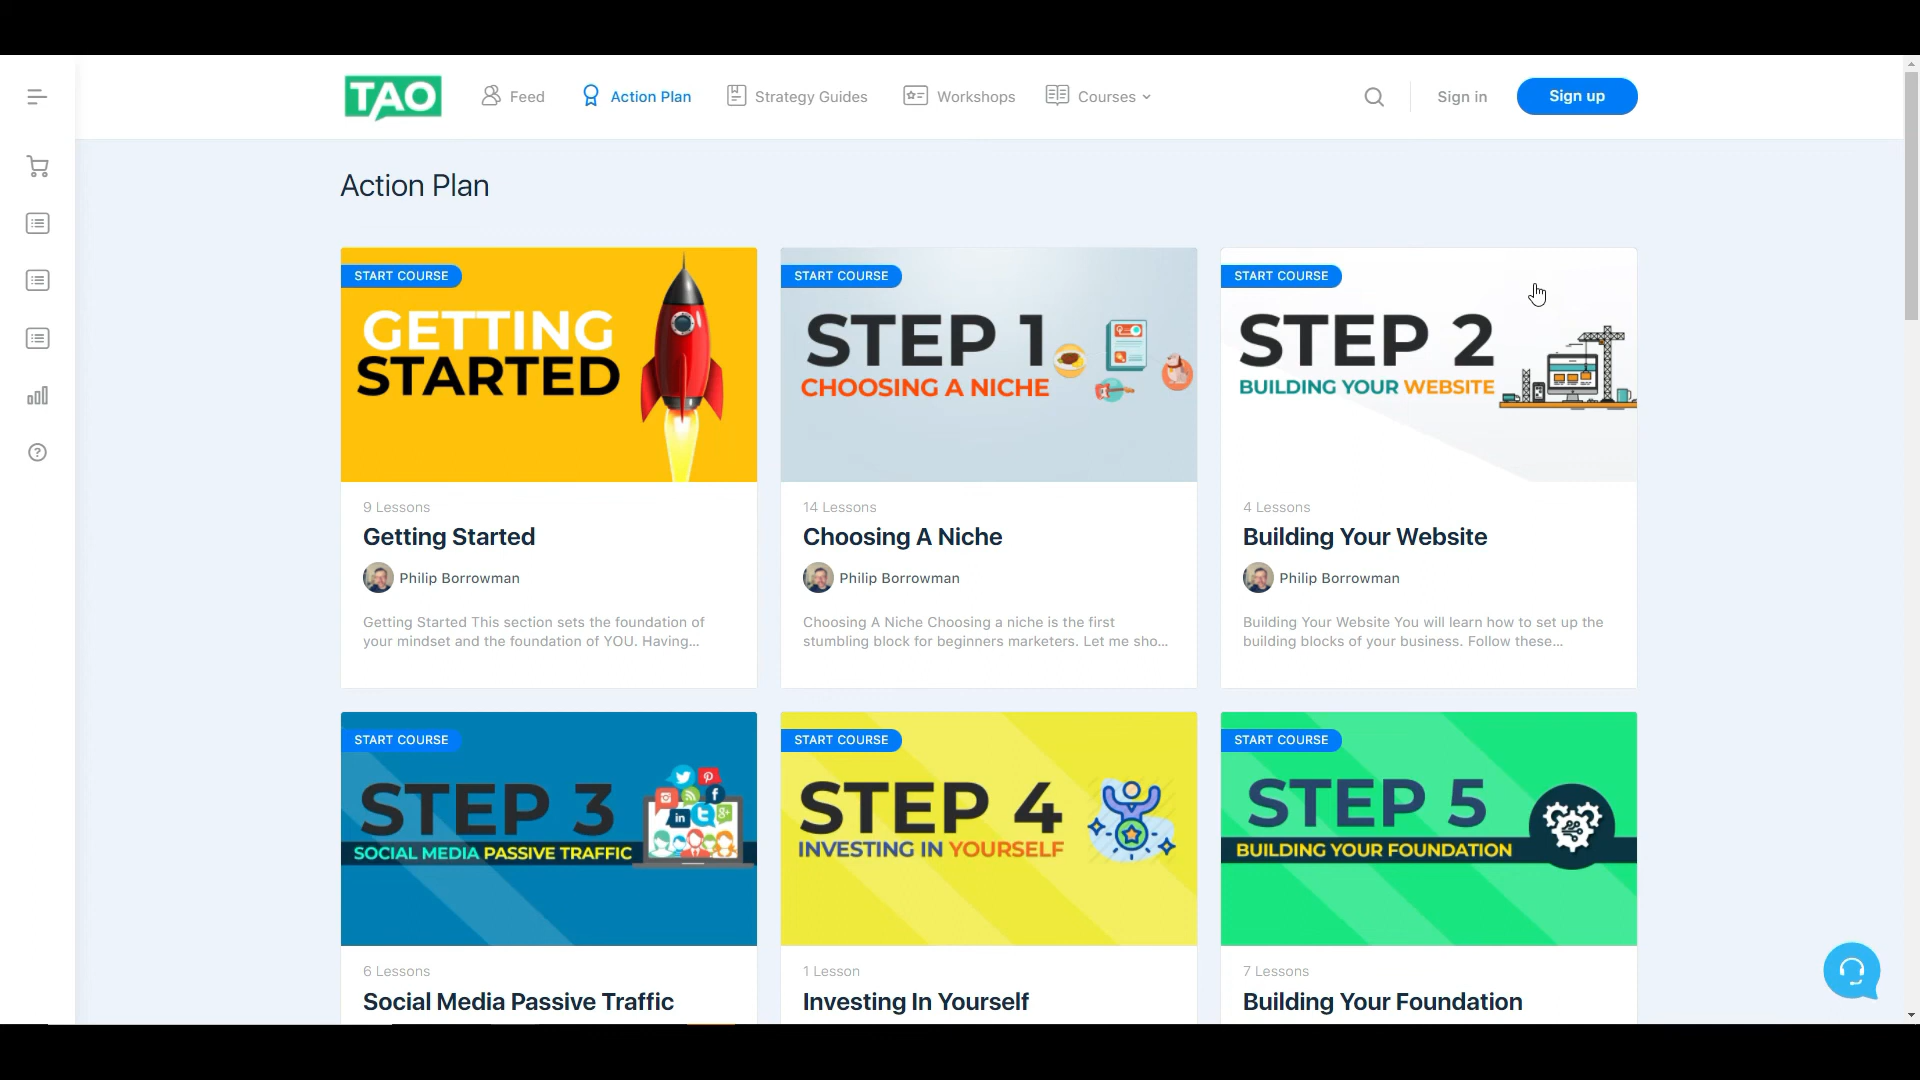 TAO
Feed
Action Plan
Strategy Guides
Workshops
Courses
Sign in
Sign up
Action Plan
START COURSE
GETTING
STARTED
9 Lessons
Getting Started
Philip Borrowman
Getting Started This section sets the foundation of
your mindset and the foundation of YOU. Having...
START COURSE
STEP 1
CHOOSING A NICHE
14 Lessons
Choosing A Niche
Philip Borrowman
Choosing A Niche Choosing a niche is the first
stumbling block for beginners marketers. Let me sho...
START COURSE
STEP 2
BUILDING YOUR WEBSITE
4 Lessons
Building Your Website
Philip Borrowman
Building Your Website You will learn how to set up the
building blocks of your business. Follow these...
START COURSE
STEP 3
SOCIAL MEDIA PASSIVE TRAFFIC
6 Lessons
Social Media Passive Traffic
START COURSE
STEP 4
INVESTING IN YOURSELF
1 Lesson
Investing In Yourself
START COURSE
STEP 5
BUILDING YOUR FOUNDATION
7 Lessons
Building Your Foundation